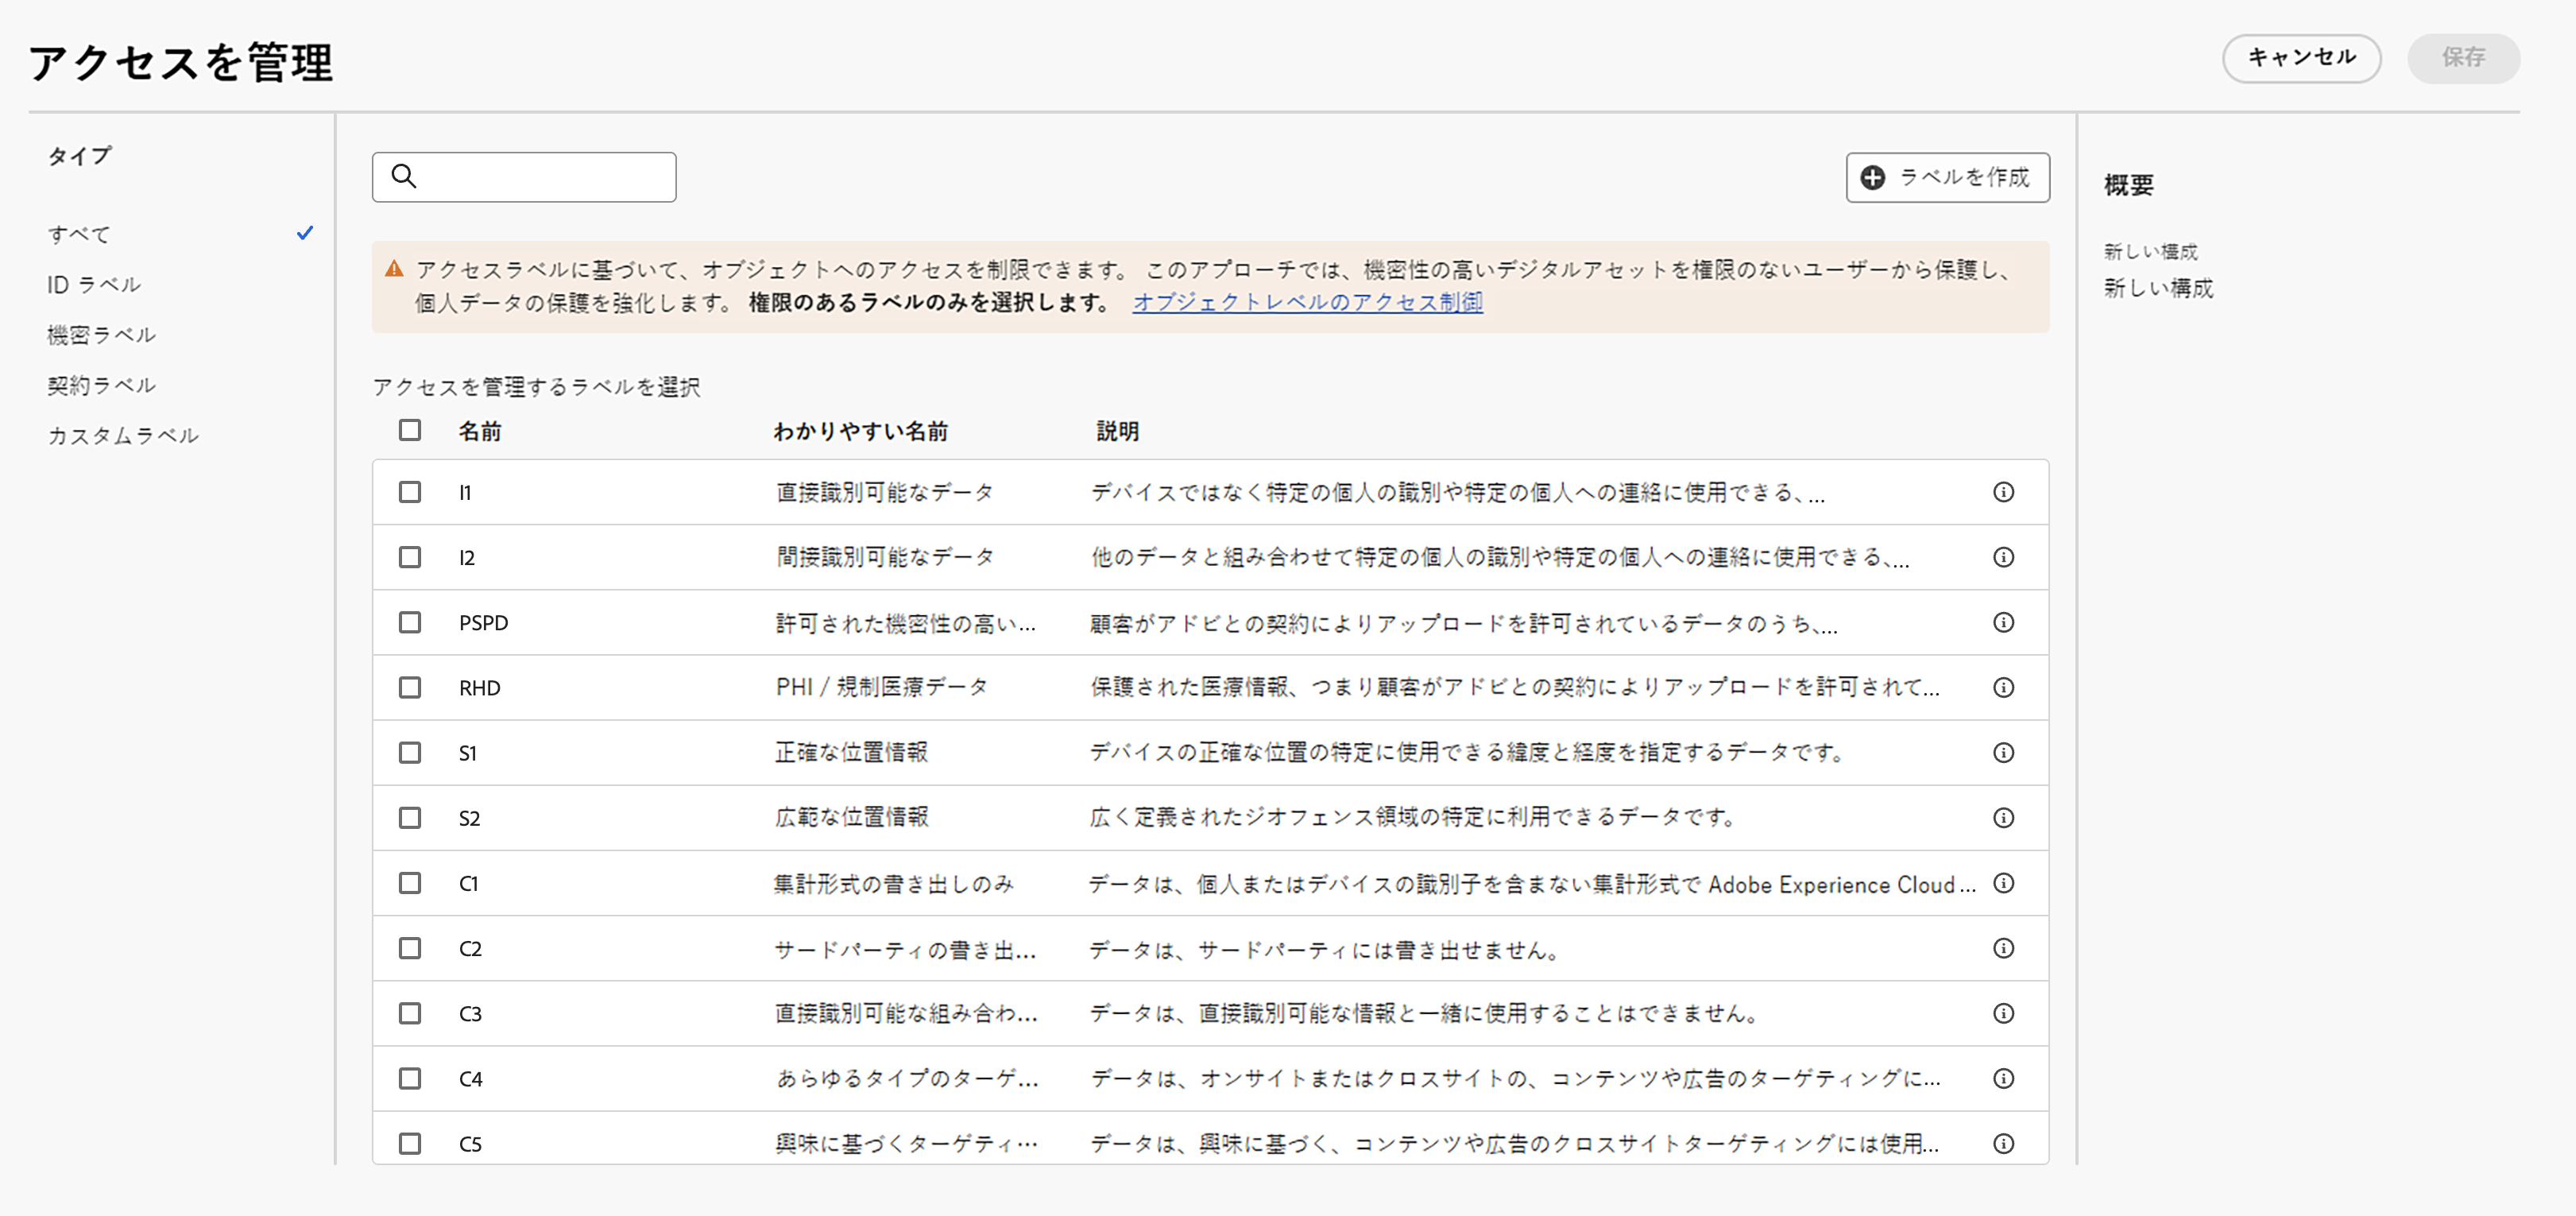 アクセスを管理
キャンセル
保存
タイプ
すべて
ID ラベル
機密ラベル
契約ラベル
カスタムラベル
ラベルを作成
アクセスラベルに基づいて、オブジェクトへのアクセスを制限できます。 このアプローチでは、機密性の高いデジタルアセットを権限のないユーザーから保護し、
個人データの保護を強化します。 権限のあるラベルのみを選択します。 オブジェクトレベルのアクセス制御
アクセスを管理するラベルを選択
名前 わかりやすい名前 説明
I1 直接識別可能なデータ デバイスではなく特定の個人の識別や特定の個人への連絡に使用できる、...
I2 間接識別可能なデータ 他のデータと組み合わせて特定の個人の識別や特定の個人への連絡に使用できる、...
PSPD 許可された機密性の高い... 顧客がアドビとの契約によりアップロードを許可されているデータのうち、...
RHD PHI / 規制医療データ 保護された医療情報、つまり顧客がアドビとの契約によりアップロードを許可されて...
S1 正確な位置情報 デバイスの正確な位置の特定に使用できる緯度と経度を指定するデータです。
S2 広範な位置情報 広く定義されたジオフェンス領域の特定に利用できるデータです。
C1 集計形式の書き出しのみ データは、個人またはデバイスの識別子を含まない集計形式で Adobe Experience Cloud ...
C2 サードパーティの書き出... データは、サードパーティには書き出せません。
C3 直接識別可能な組み合わ... データは、直接識別可能な情報と一緒に使用することはできません。
C4 あらゆるタイプのターゲ... データは、オンサイトまたはクロスサイトの、コンテンツや広告のターゲティングに...
C5 興味に基づくターゲティ… データは、興味に基づく、コンテンツや広告のクロスサイトターゲティングには使用...
概要
新しい構成
新しい構成